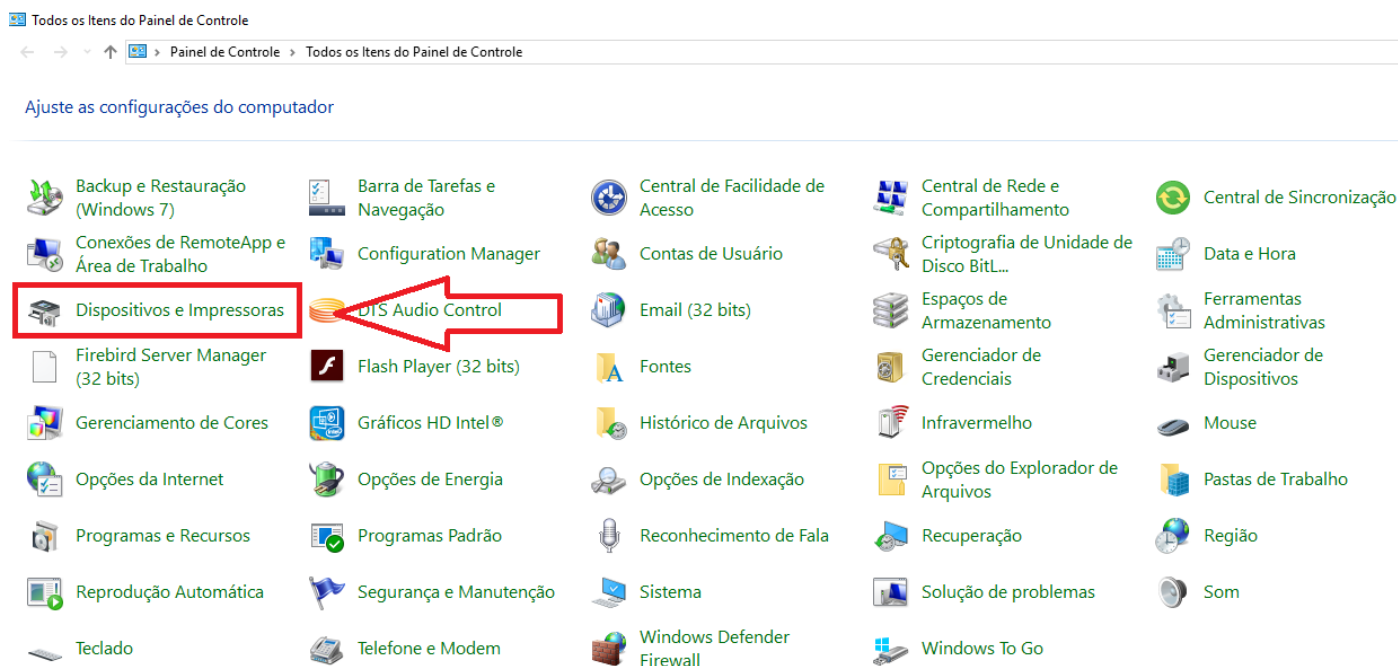 Todos os Itens do Painel de Controle
Painel de Controle > Todos os Itens do Painel de Controle
Ajuste as configurações do computador
Backup e Restauração
(Windows 7)
Barra de Tarefas e
Navegação
Central de Facilidade de
Acesso
Central de Rede e
Compartilhamento
Central de Sincronização
Conexões de RemoteApp e
Área de Trabalho
Configuration Manager
Contas de Usuário
Criptografia de Unidade de
Disco BitL...
Data e Hora
Dispositivos e Impressoras
DTS Audio Control
Email (32 bits)
Espaços de
Armazenamento
Ferramentas
Administrativas
Firebird Server Manager
(32 bits)
Flash Player (32 bits)
Fontes
Gerenciador de
Credenciais
Gerenciador de
Dispositivos
Gerenciamento de Cores
Gráficos HD Intel®
Histórico de Arquivos
Infravermelho
Mouse
Opções da Internet
Opções de Energia
Opções de Indexação
Opções do Explorador de
Arquivos
Pastas de Trabalho
Programas e Recursos
Programas Padrão
Reconhecimento de Fala
Recuperação
Região
Reprodução Automática
Segurança e Manutenção
Sistema
Solução de problemas
Som
Teclado
Telefone e Modem
Windows Defender
Firewall
Windows To Go